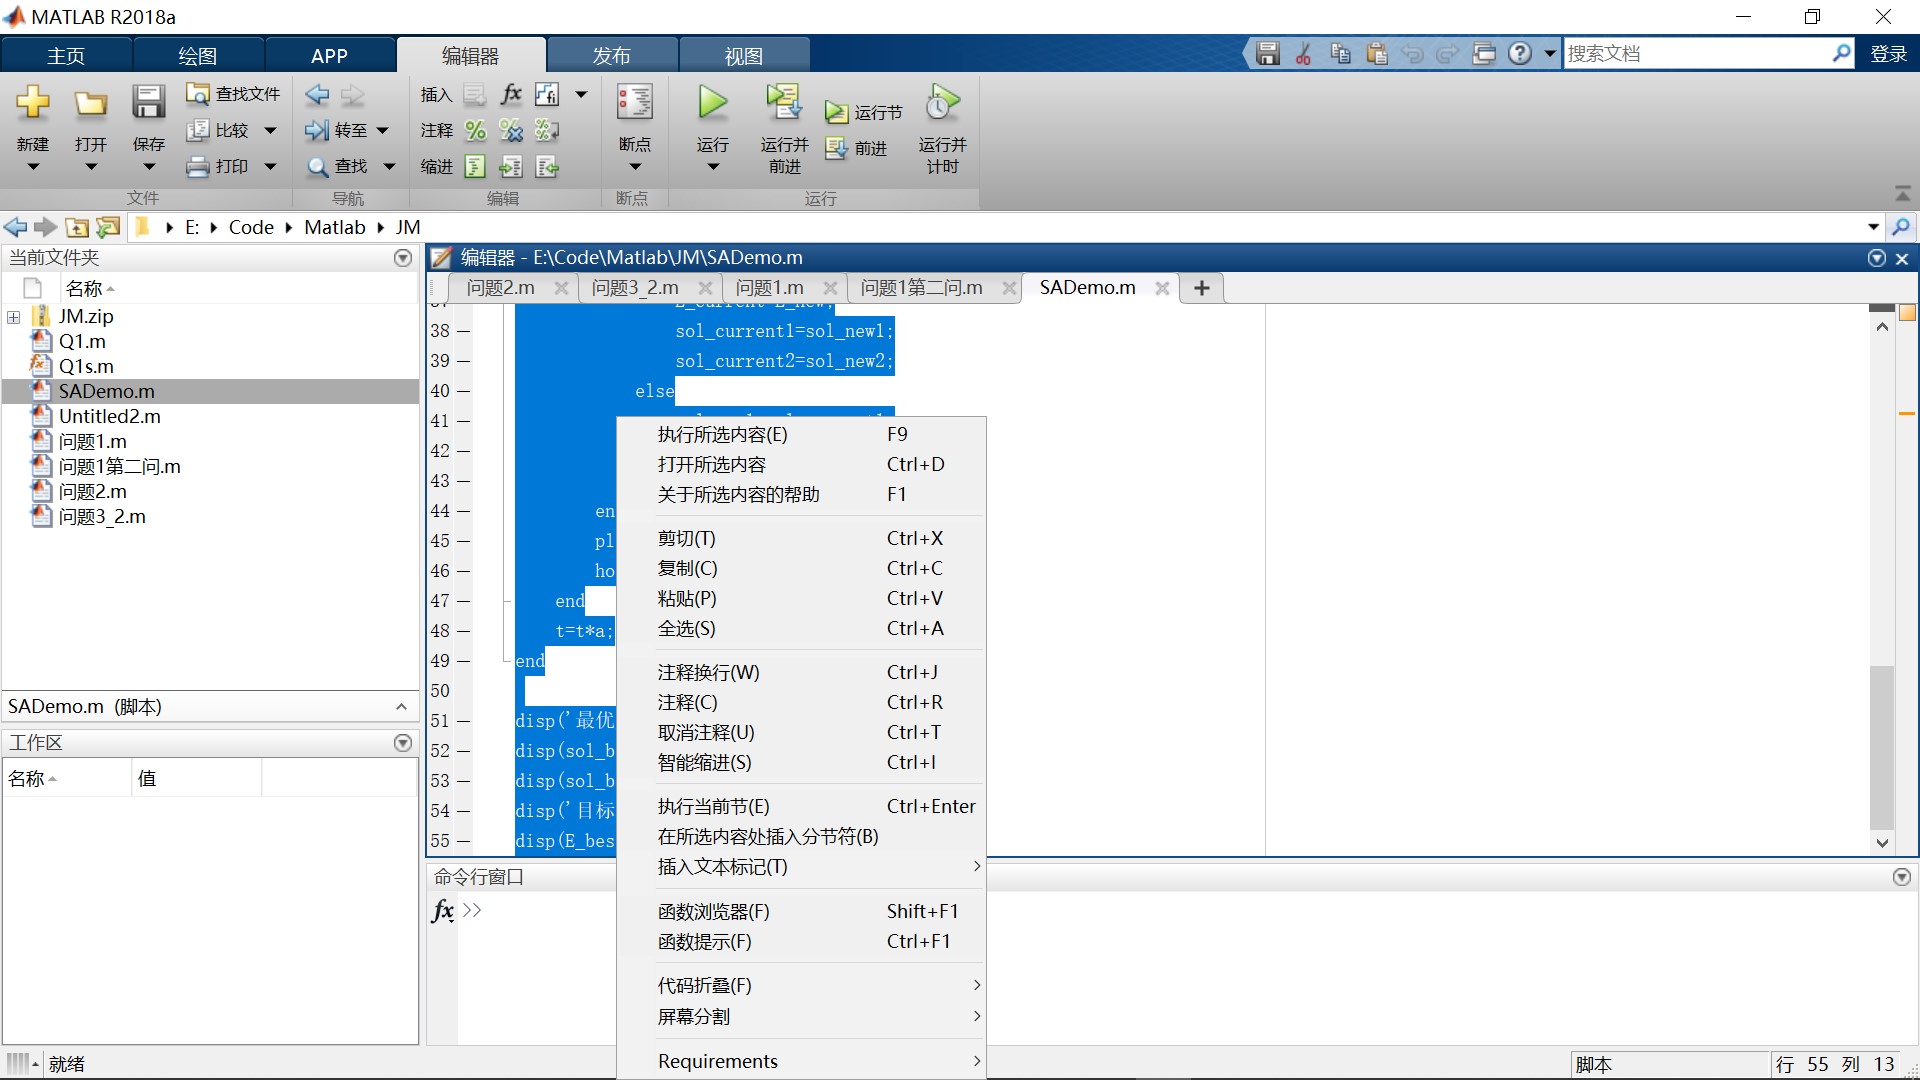 MATLAB R2018a
主页
绘图
APP
编辑器
发布
视图
搜索文档
登录
新建
打开
保存
查找文件
比较
打印
文件
转至
查找
导航
插入
注释
缩进
编辑
断点
断点
运行
运行并
前进
运行节
前进
运行并
计时
运行
E:
Code
Matlab
JM
当前文件夹
名称
JM.zip
Q1.m
Q1s.m
SADemo.m
Untitled2.m
问题1.m
问题1第二问.m
问题2.m
问题3_2.m
SADemo.m (脚本)
工作区
名称
值
编辑器 - E:\Code\Matlab\JM\SADemo.m
问题2.m
问题3_2.m
问题1.m
问题1第二问.m
SADemo.m
38 sol_current1=sol_new1;
39 sol_current2=sol_new2;
40 else
41
42
43
44 en
45 pl
46 ho
47 end
48 t=t*a;
49 end
50
51 disp('最优
52 disp(sol_b
53 disp(sol_b
54 disp('目标
55 disp(E_bes
执行所选内容(E) F9
打开所选内容 Ctrl+D
关于所选内容的帮助 F1
剪切(T) Ctrl+X
复制(C) Ctrl+C
粘贴(P) Ctrl+V
全选(S) Ctrl+A
注释换行(W) Ctrl+J
注释(C) Ctrl+R
取消注释(U) Ctrl+T
智能缩进(S) Ctrl+I
执行当前节(E) Ctrl+Enter
在所选内容处插入分节符(B)
插入文本标记(T)
函数浏览器(F) Shift+F1
函数提示(F) Ctrl+F1
代码折叠(F)
屏幕分割
Requirements
命令行窗口
fx >>
就绪
脚本
行 55 列 13